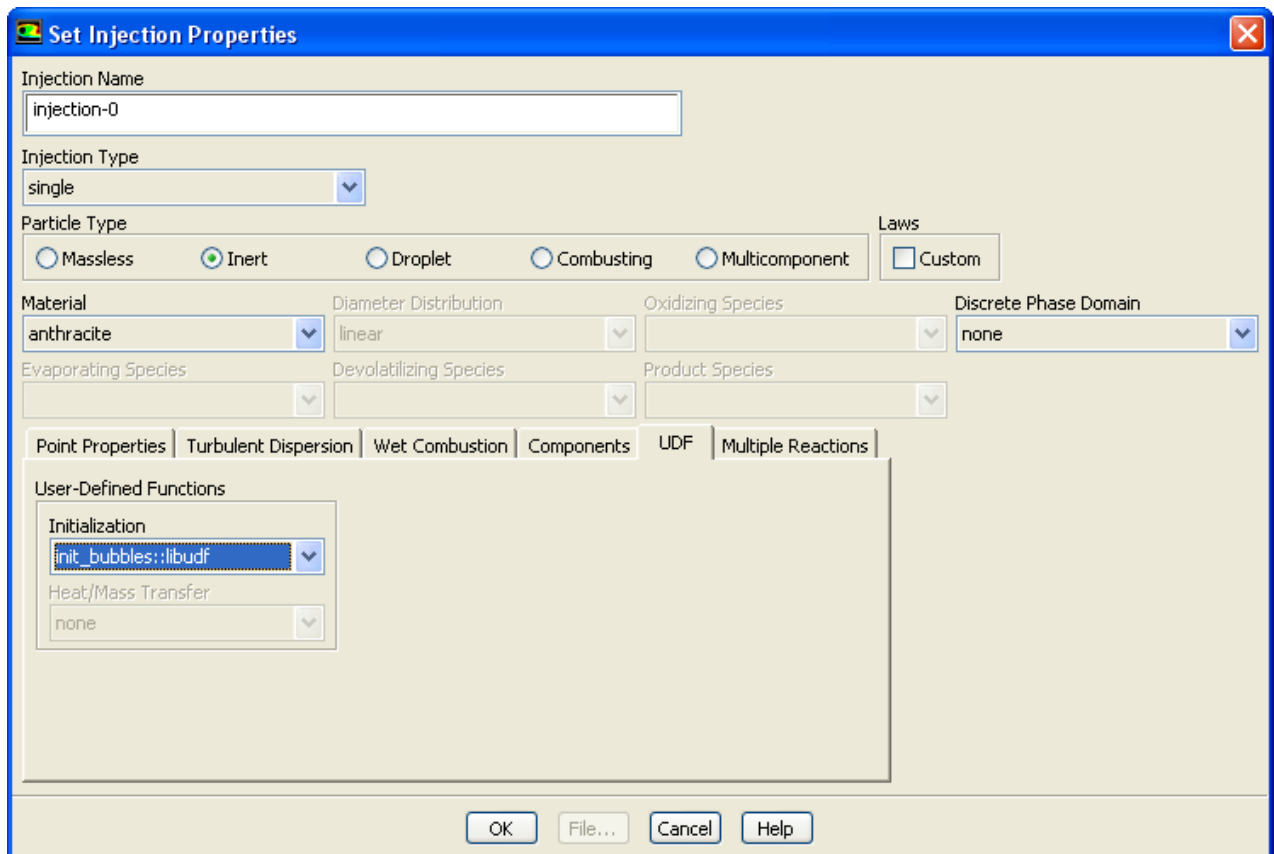 Set Injection Properties
Injection Name
injection-0
Injection Type
single
Particle Type Laws
Massless Inert Droplet Combusting Multicomponent Custom
Material Diameter Distribution Oxidizing Species Discrete Phase Domain
anthracite linear none
Evaporating Species Devolatilizing Species Product Species
Point Properties Turbulent Dispersion Wet Combustion Components UDF Multiple Reactions
User-Defined Functions
Initialization
init_bubbles::libudf
Heat/Mass Transfer
none
OK File... Cancel Help